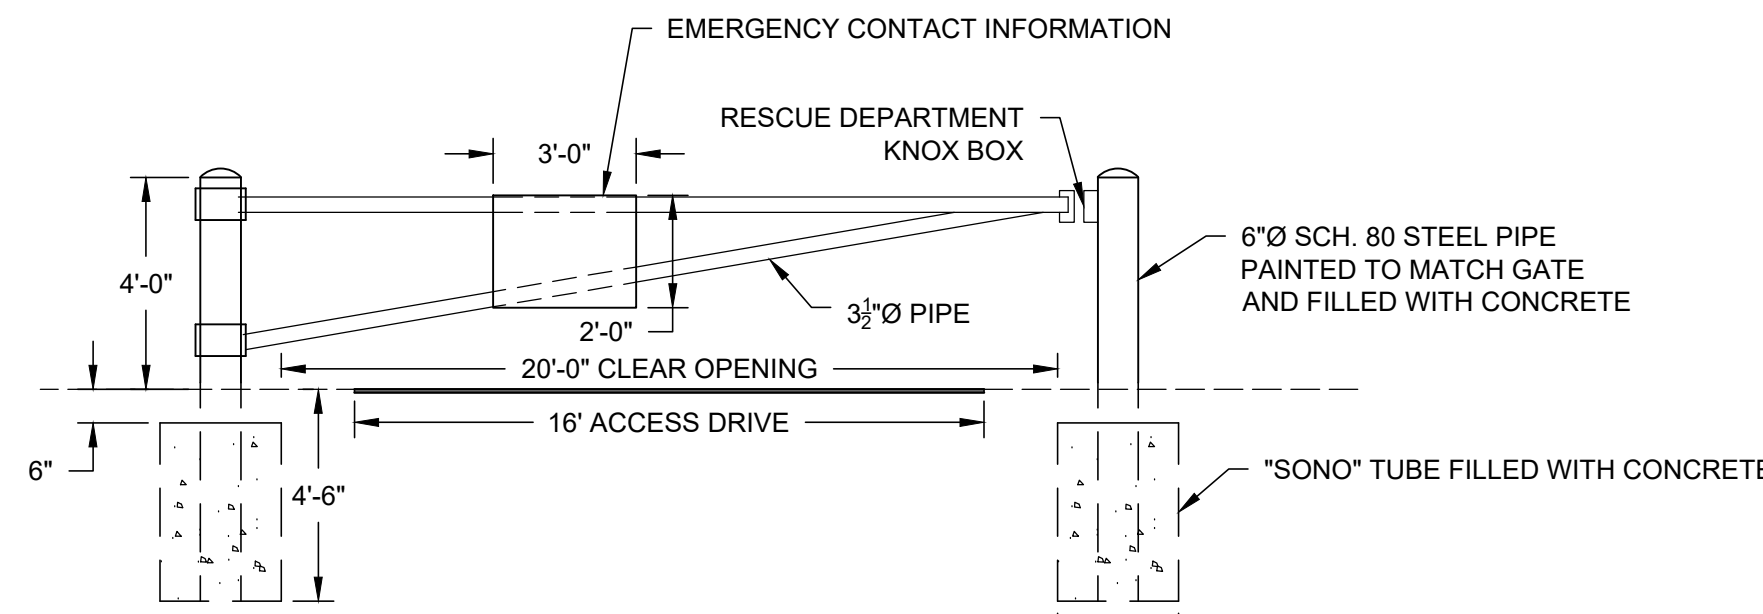 EMERGENCY CONTACT INFORMATION
RESCUE DEPARTMENT
KNOX BOX
3'-0"
4'-0"
6"Ø SCH. 80 STEEL PIPE
PAINTED TO MATCH GATE
AND FILLED WITH CONCRETE
3½"Ø PIPE
2'-0"
20'-0" CLEAR OPENING
16' ACCESS DRIVE
6"
4'-6"
"SONO" TUBE FILLED WITH CONCRETE